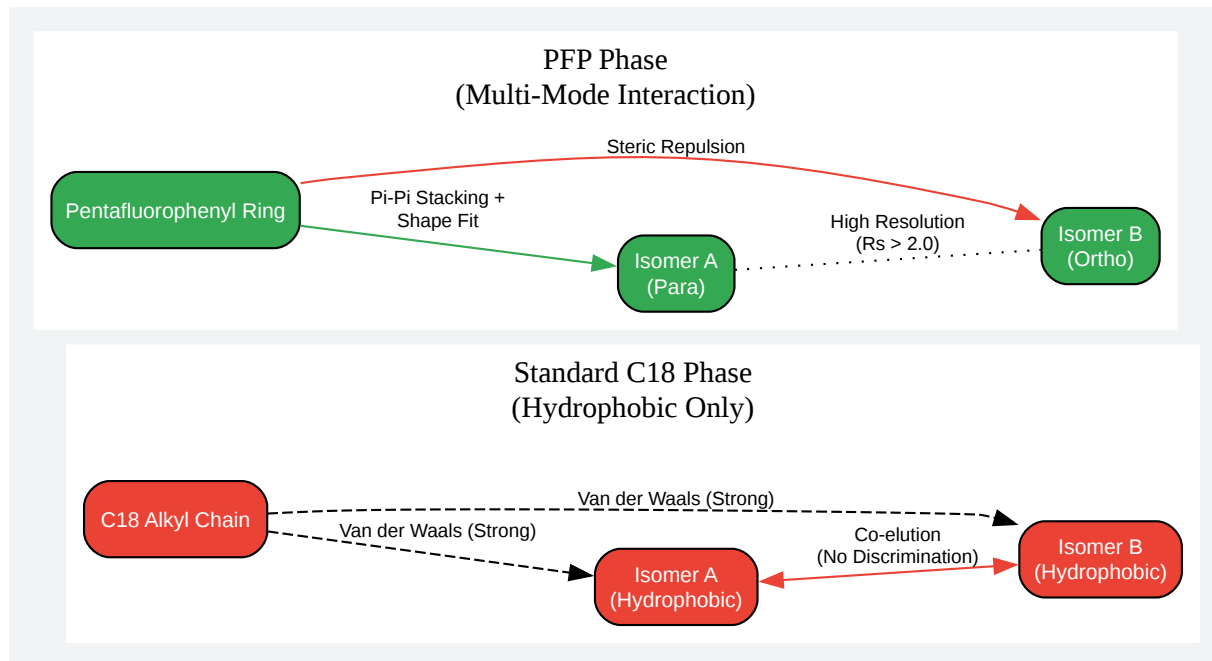 PFP Phase
(Multi-Mode Interaction)
Steric Repulsion
Pentafluorophenyl Ring
Pi-Pi Stacking +
Shape Fit
High Resolution
(Rs > 2.0)
Isomer B
(Ortho)
Isomer A
(Para)
Standard C18 Phase
(Hydrophobic Only)
C18 Alkyl Chain
Van der Waals (Strong)
Van der Waals (Strong)
Co-elution
(No Discrimination)
Isomer B
(Hydrophobic)
Isomer A
(Hydrophobic)